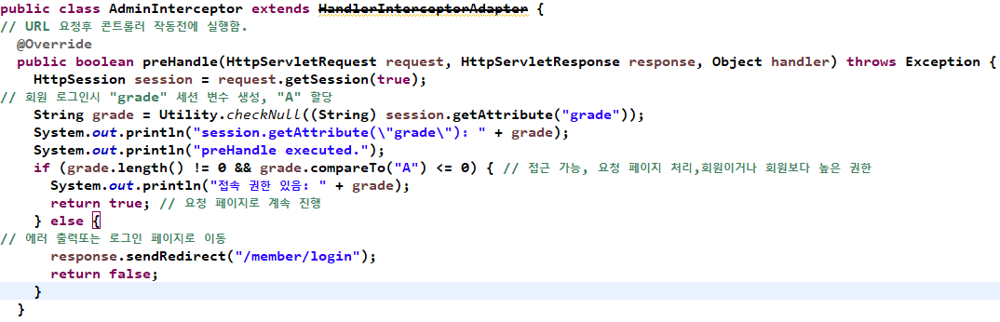 public class AdminInterceptor extends HandlerInterceptorAdapter {
// URL 요청후 콘트롤러 작동전에 실행함.
@Override
public boolean preHandle(HttpServletRequest request, HttpServletResponse response, Object handler) throws Exception {
HttpSession session = request.getSession(true);
// 회원 로그인시 "grade" 세션 변수 생성, "A" 할당
String grade = Utility.checkNull((String) session.getAttribute("grade"));
System.out.println("session.getAttribute(\"grade\"): " + grade);
System.out.println("preHandle executed.");
if (grade.length() != 0 && grade.compareTo("A") <= 0) { // 접근 가능, 요청 페이지 처리,회원이거나 회원보다 높은 권한
System.out.println("접속 권한 있음: " + grade);
return true; // 요청 페이지로 계속 진행
} else {
// 에러 출력또는 로그인 페이지로 이동
response.sendRedirect("/member/login");
return false;
}
}